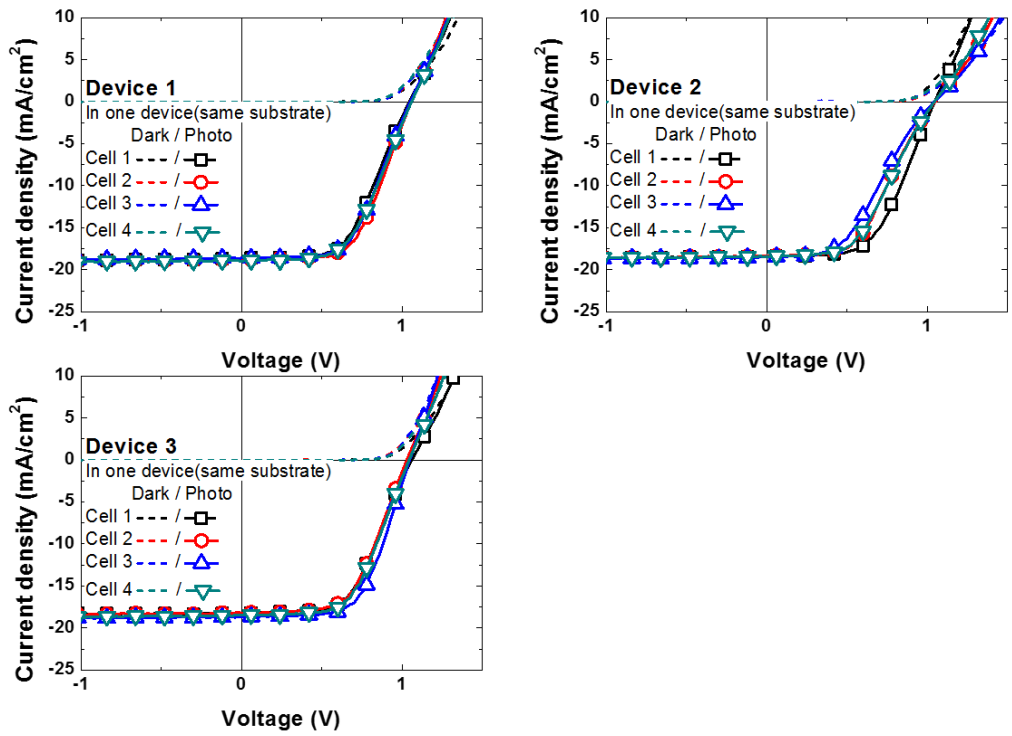 10
5
0
-5
-10
-15
-20
-25
Current density (mA/cm²)
Device 1
In one device(same substrate)
Dark / Photo
Cell 1 /
Cell 2 /
Cell 3 /
Cell 4 /
-1 0 1
Voltage (V)
10
5
0
-5
-10
-15
-20
-25
Current density (mA/cm²)
Device 2
In one device(same substrate)
Dark / Photo
Cell 1 /
Cell 2 /
Cell 3 /
Cell 4 /
-1 0 1
Voltage (V)
10
5
0
-5
-10
-15
-20
-25
Current density (mA/cm²)
Device 3
In one device(same substrate)
Dark / Photo
Cell 1 /
Cell 2 /
Cell 3 /
Cell 4 /
-1 0 1
Voltage (V)